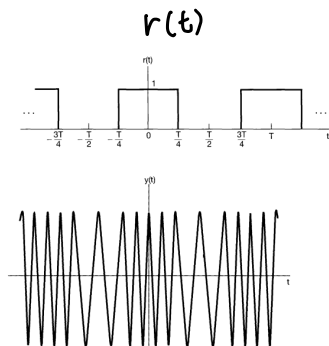 r(t)
r(t)
1
... ...
-3T/4 -T/2 -T/4 0 T/4 T/2 3T/4 T t
y(t)
t